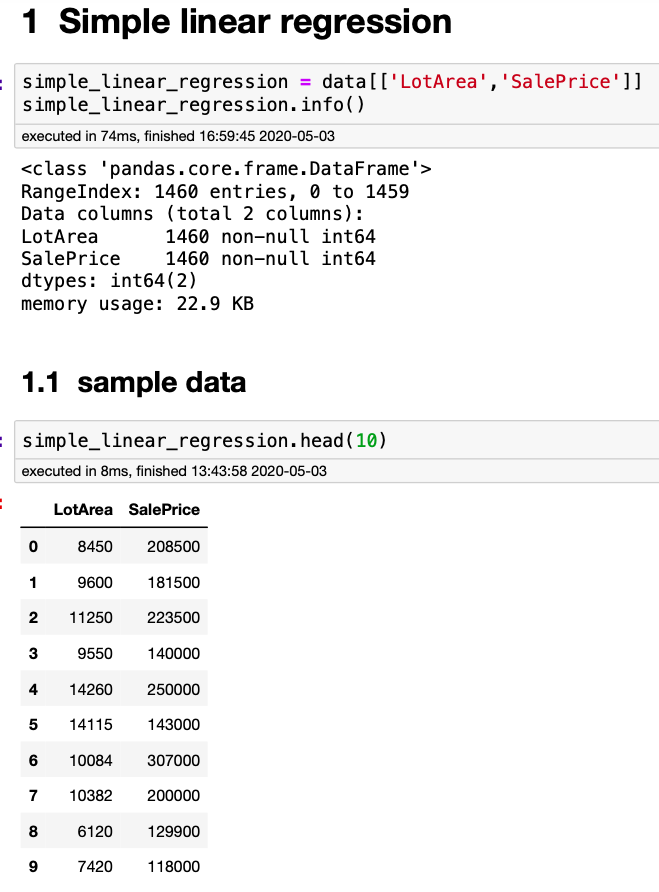 1 Simple linear regression
simple_linear_regression = data[['LotArea','SalePrice']]
simple_linear_regression.info()
executed in 74ms, finished 16:59:45 2020-05-03
<class 'pandas.core.frame.DataFrame'>
RangeIndex: 1460 entries, 0 to 1459
Data columns (total 2 columns):
LotArea      1460 non-null int64
SalePrice    1460 non-null int64
dtypes: int64(2)
memory usage: 22.9 KB
1.1 sample data
simple_linear_regression.head(10)
executed in 8ms, finished 13:43:58 2020-05-03
LotArea SalePrice
0 8450 208500
1 9600 181500
2 11250 223500
3 9550 140000
4 14260 250000
5 14115 143000
6 10084 307000
7 10382 200000
8 6120 129900
9 7420 118000